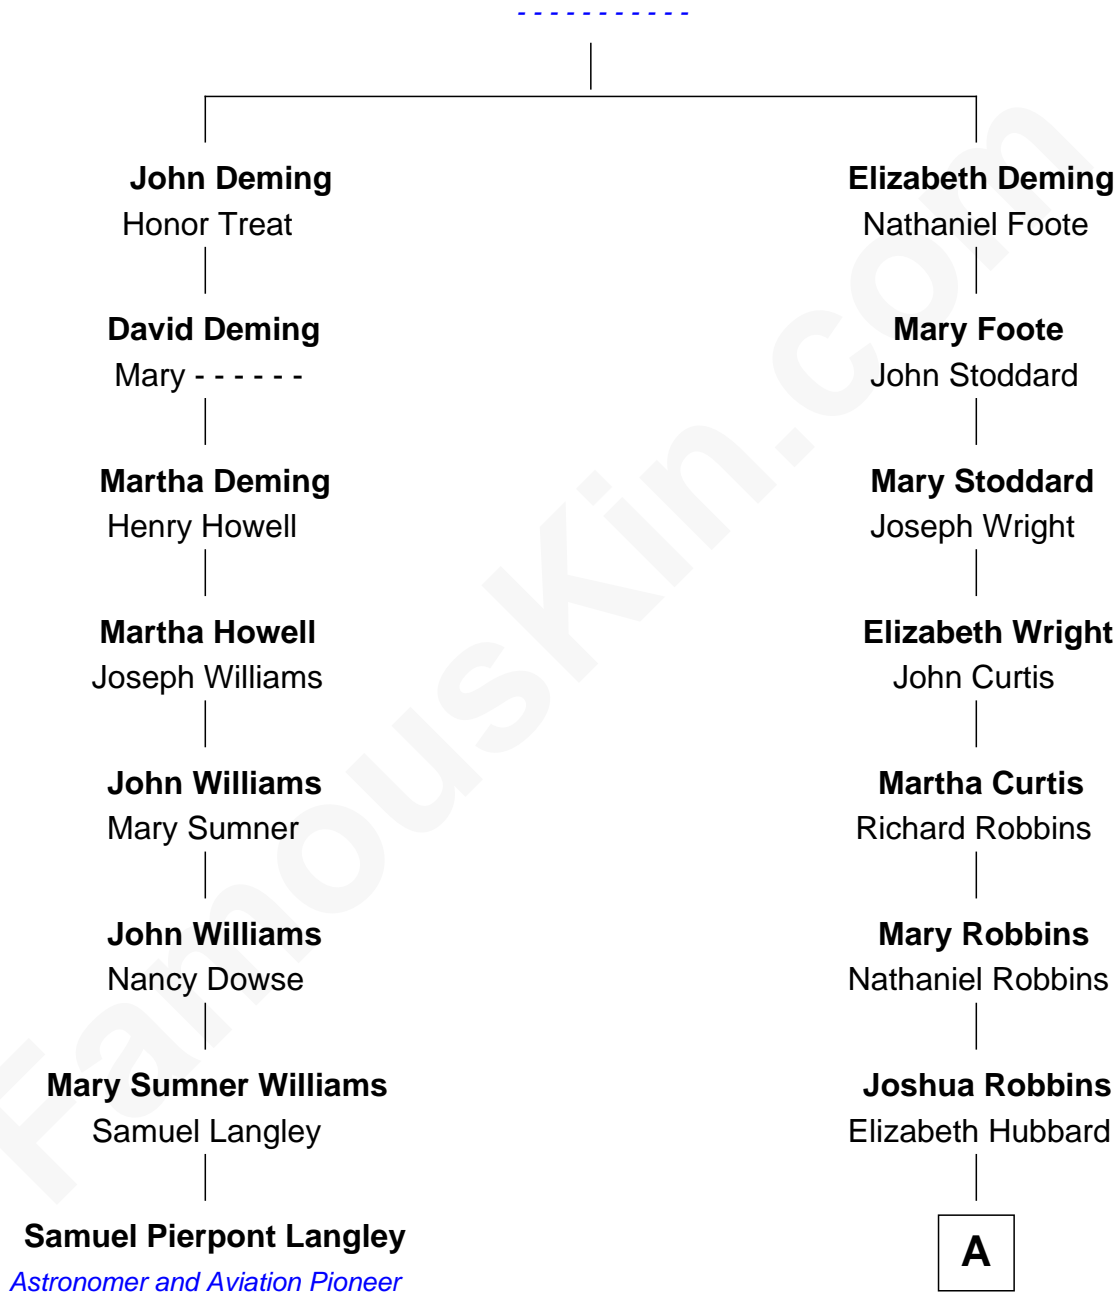 - - - - - - - - - - -
John Deming
Honor Treat
David Deming
Mary - - - - - -
Martha Deming
Henry Howell
Martha Howell
Joseph Williams
John Williams
Mary Sumner
John Williams
Nancy Dowse
Mary Sumner Williams
Samuel Langley
Samuel Pierpont Langley
Astronomer and Aviation Pioneer
Elizabeth Deming
Nathaniel Foote
Mary Foote
John Stoddard
Mary Stoddard
Joseph Wright
Elizabeth Wright
John Curtis
Martha Curtis
Richard Robbins
Mary Robbins
Nathaniel Robbins
Joshua Robbins
Elizabeth Hubbard
A
FamousKin.com